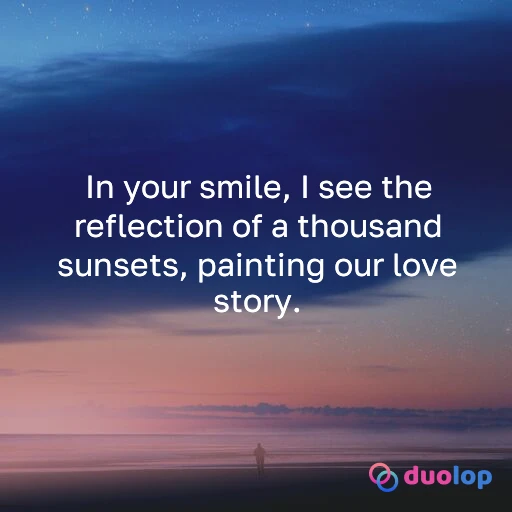 In your smile, I see the
reflection of a thousand
sunsets, painting our love
story.
duolop